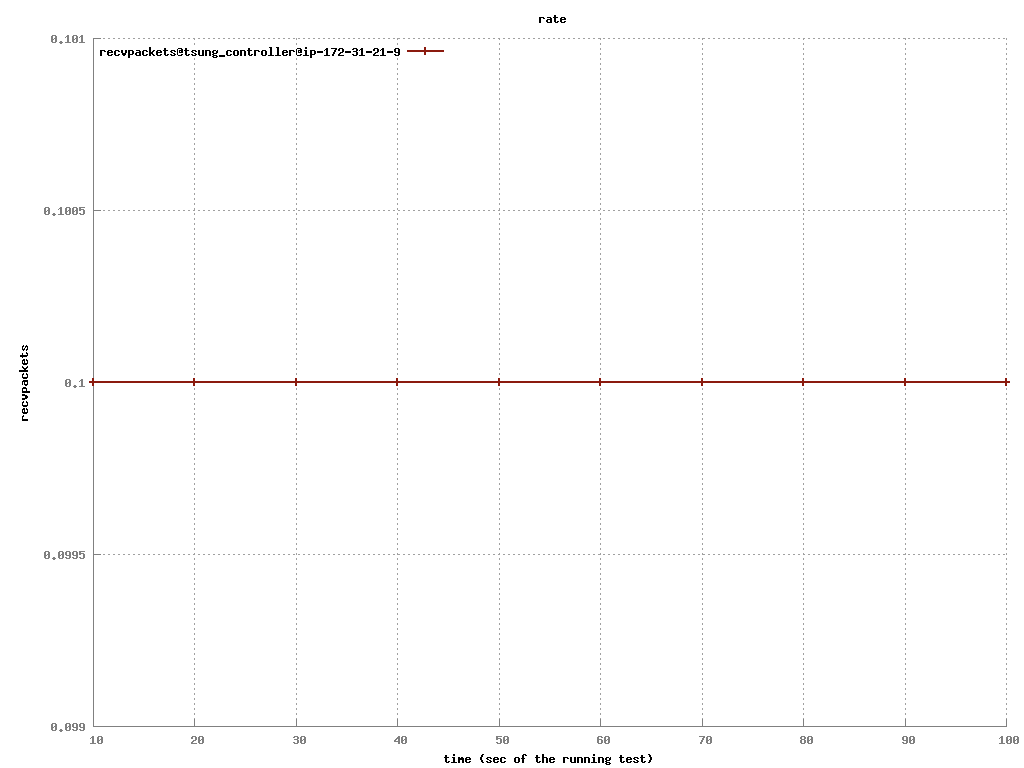 rate
0.101
recvpackets@tsung_controller@ip-172-31-21-9
0.1005
recvpackets
0.1
0.0995
0.099
10 20 30 40 50 60 70 80 90 100
time (sec of the running test)